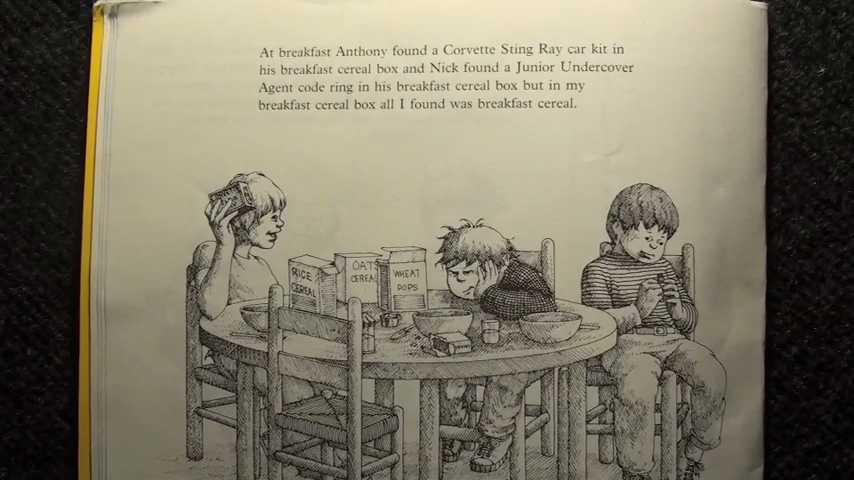 At breakfast Anthony found a Corvette Sting Ray car kit in
his breakfast cereal box and Nick found a Junior Undercover
Agent code ring in his breakfast cereal box but in my
breakfast cereal box all I found was breakfast cereal.
RICE
CEREAL
OATS
CEREAL
WHEAT
POPS